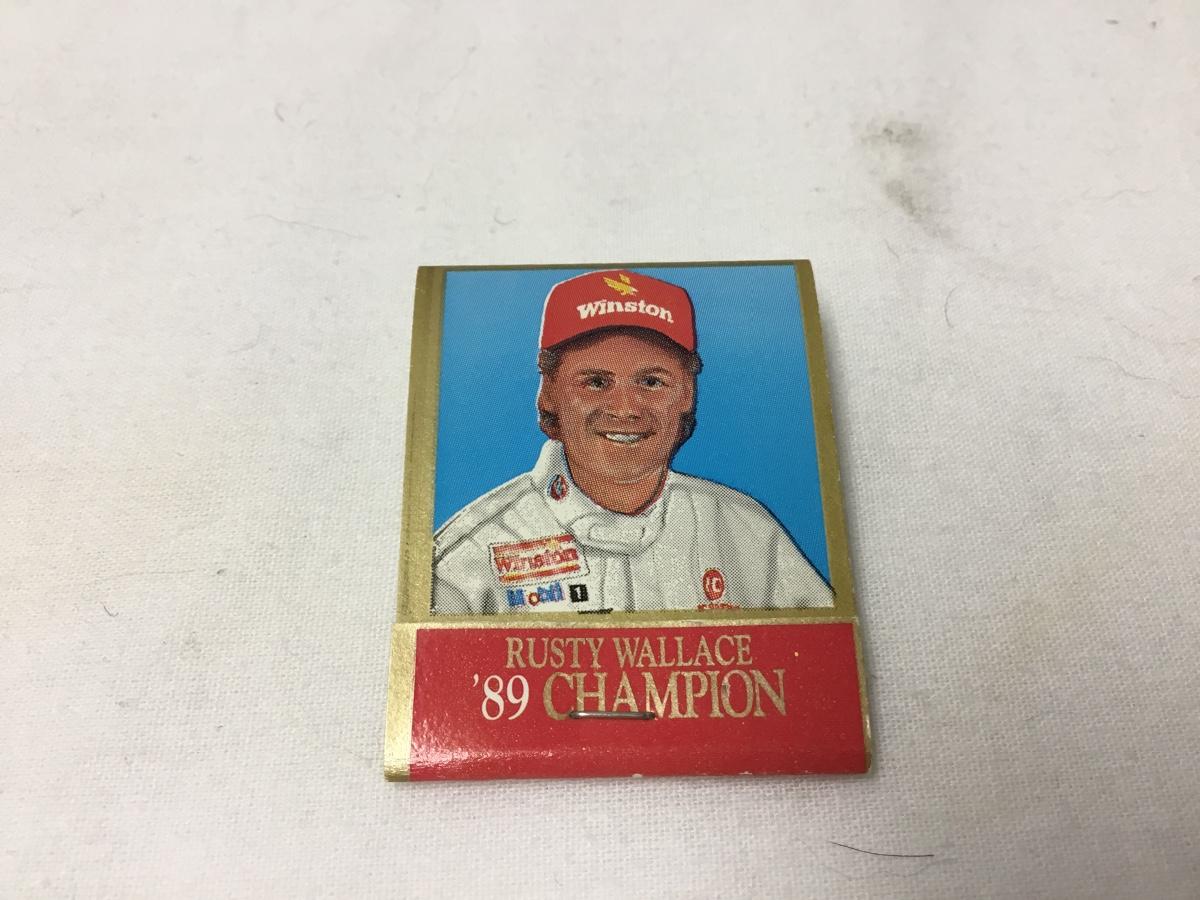 Winston
Winston
Mobil 1
RUSTY WALLACE
'89 CHAMPION